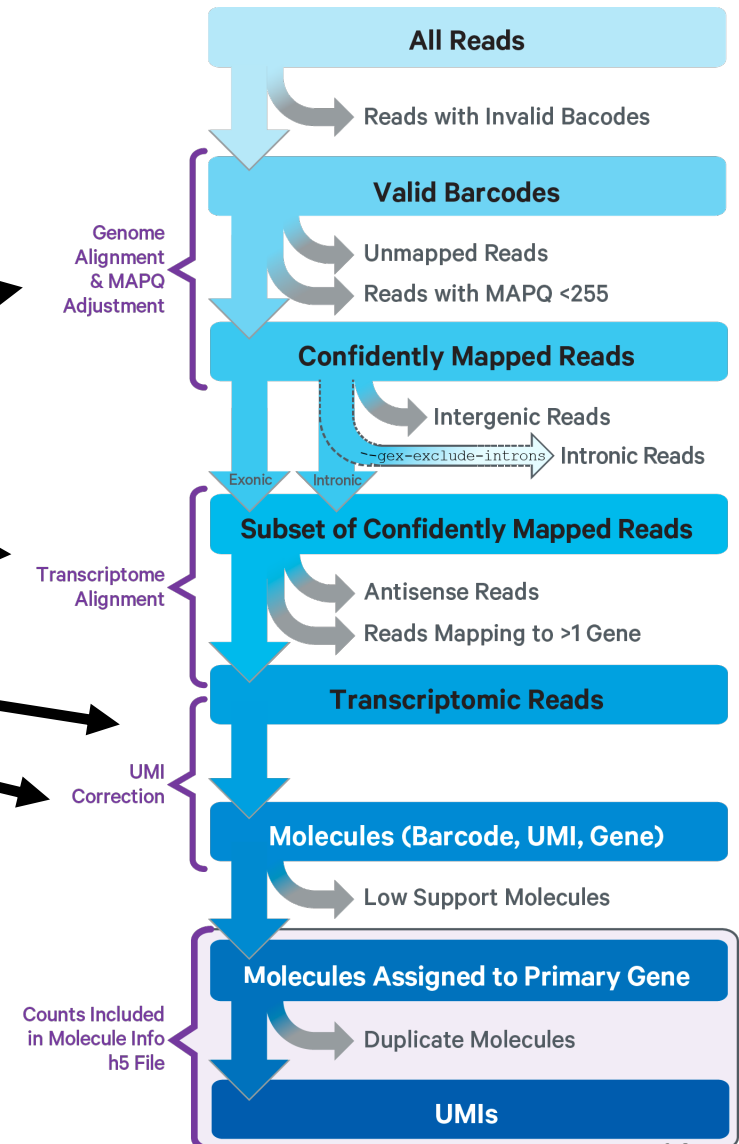 All Reads
Reads with Invalid Bacodes
Valid Barcodes
Genome
Alignment
& MAPQ
Adjustment
Unmapped Reads
Reads with MAPQ <255
Confidently Mapped Reads
Intergenic Reads
--gex-exclude-introns
Intronic Reads
Exonic
Intronic
Subset of Confidently Mapped Reads
Transcriptome
Alignment
Antisense Reads
Reads Mapping to >1 Gene
Transcriptomic Reads
UMI
Correction
Molecules (Barcode, UMI, Gene)
Low Support Molecules
Molecules Assigned to Primary Gene
Counts Included
in Molecule Info
h5 File
Duplicate Molecules
UMIs